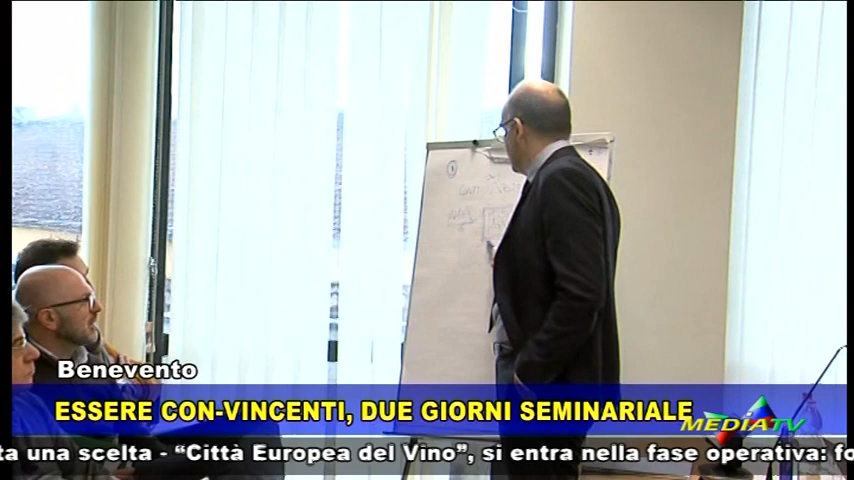 Benevento
ESSERE CON-VINCENTI, DUE GIORNI SEMINARIALE
MEDIATV
ta una scelta - “Città Europea del Vino”, si entra nella fase operativa: fo